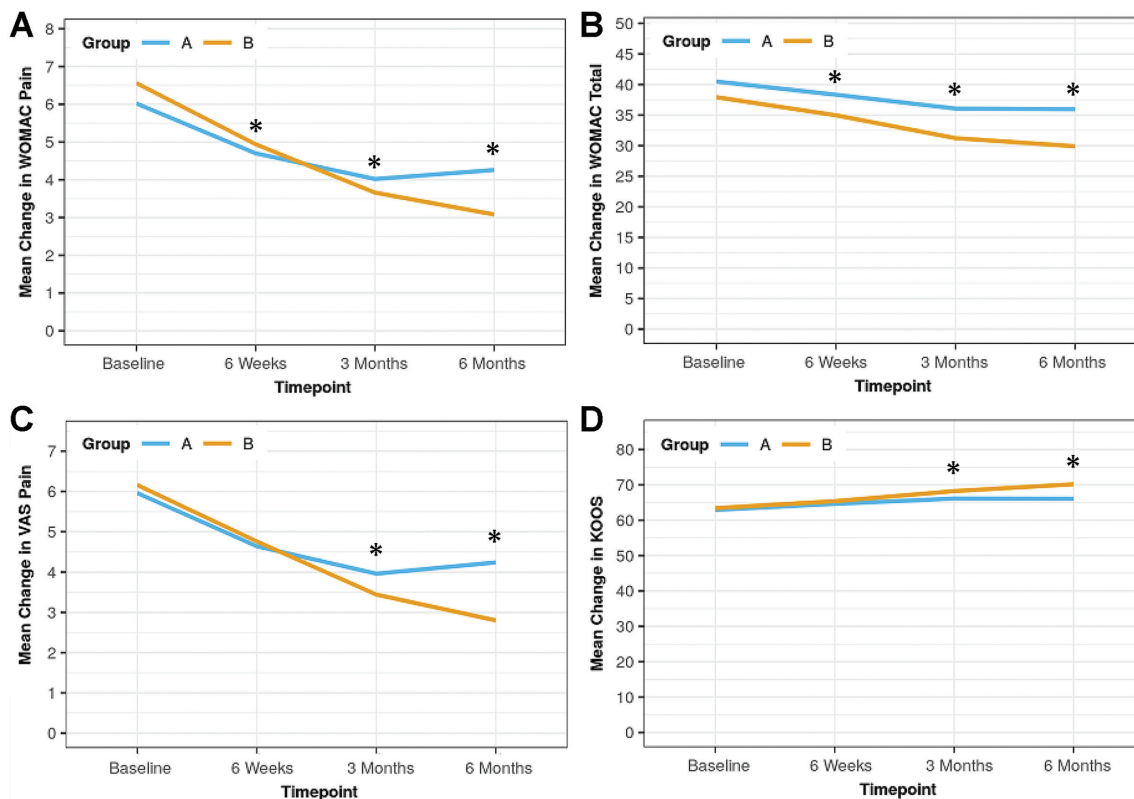 A
Group A B
Mean Change in WOMAC Pain
8
7
6
5
4
3
2
1
0
*
*
*
Baseline 6 Weeks 3 Months 6 Months
Timepoint
B
Group A B
Mean Change in WOMAC Total
50
45
40
35
30
25
20
15
10
5
0
*
*
*
Baseline 6 Weeks 3 Months 6 Months
Timepoint
C
Group A B
Mean Change in VAS Pain
7
6
5
4
3
2
1
0
*
*
Baseline 6 Weeks 3 Months 6 Months
Timepoint
D
Group A B
Mean Change in KOOS
80
70
60
50
40
30
20
10
0
*
*
Baseline 6 Weeks 3 Months 6 Months
Timepoint